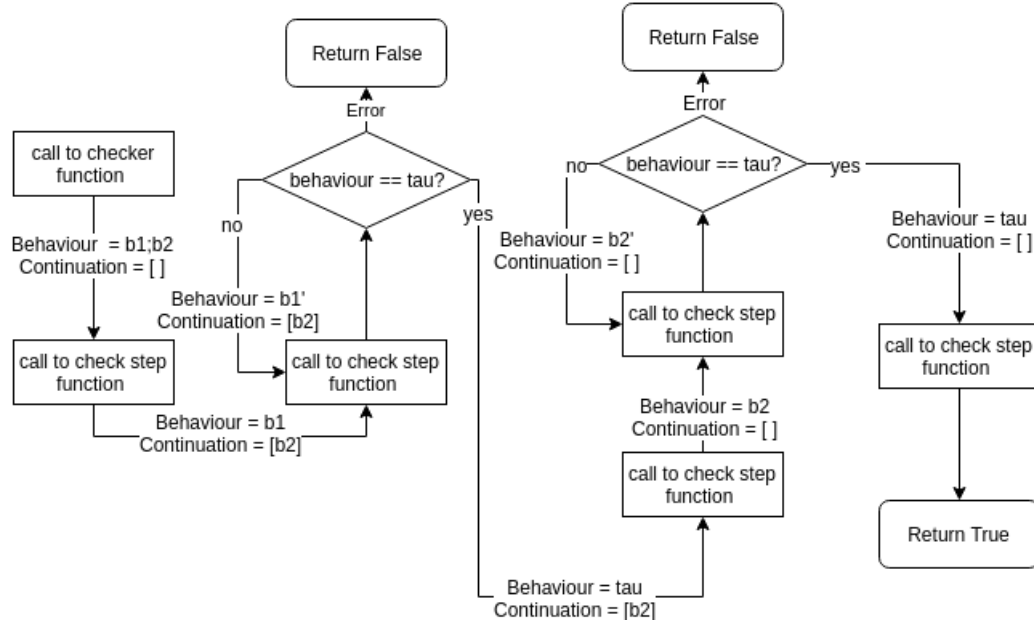 Return False
Return False
Error
Error
call to checker
function
behaviour == tau?
behaviour == tau?
no
yes
no
yes
Behaviour  = b1;b2
Continuation = [ ]
Behaviour = b2'
Continuation = [ ]
Behaviour = tau
Continuation = [ ]
Behaviour = b1'
Continuation = [b2]
call to check step
function
call to check step
function
call to check step
function
call to check step
function
Behaviour = b1
Continuation = [b2]
Behaviour = b2
Continuation = [ ]
call to check step
function
Return True
Behaviour = tau
Continuation = [b2]